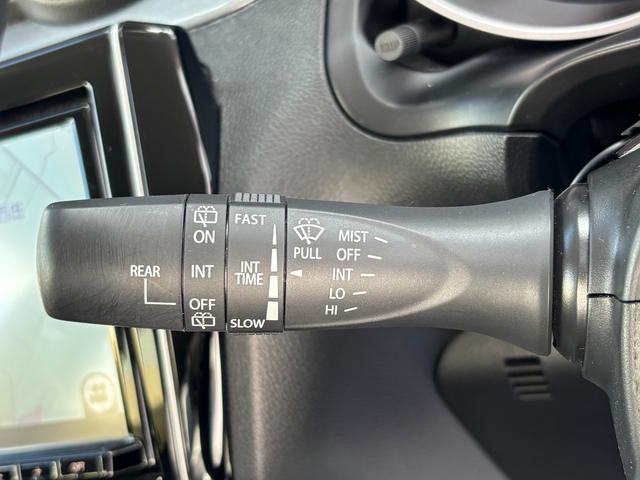 REAR
ON
INT
OFF
FAST
INT
TIME
SLOW
PULL
MIST
OFF
INT
LO
HI